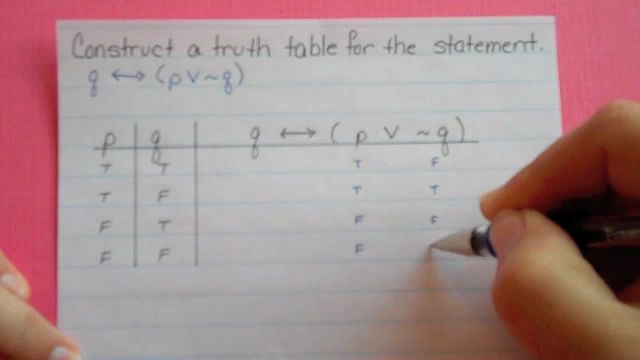 Construct a truth table for the statement.
q ↔ (p ∨ ~q)
p q q ↔ (p ∨ ~q)
T T T F
T F T T
F T F F
F F F